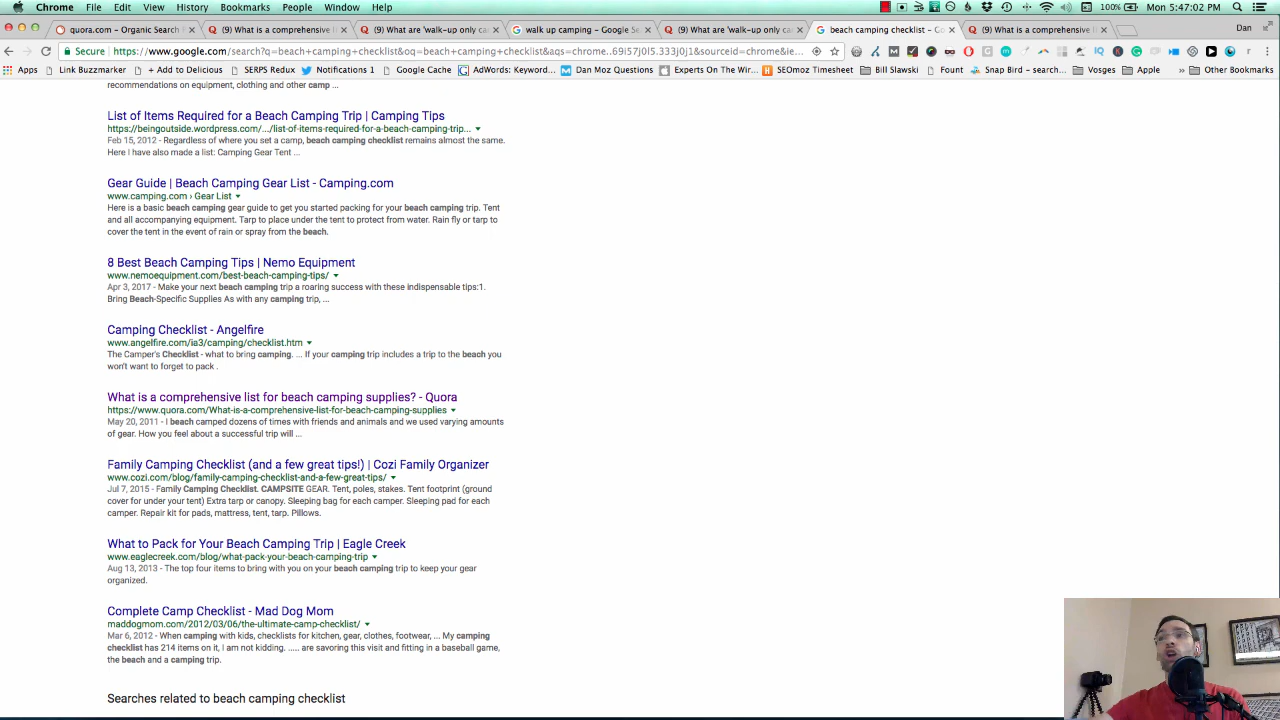 Chrome File Edit View History Bookmarks People Window Help 100% Mon 5:47:02 PM
quora.com – Organic Search (9) What is a comprehensive l (9) What are 'walk-up only ca walk up camping - Google Se (9) What are 'walk-up only ca beach camping checklist - Go (9) What is a comprehensive l Dan
Secure https://www.google.com/search?q=beach+camping+checklist&oq=beach+camping+checklist&aqs=chrome..69i57j0l5.333j0j1&sourceid=chrome&ie...
Apps Link Buzzmarker + Add to Delicious SERPS Redux Notifications Google Cache AdWords: Keyword... Dan Moz Questions Experts On The Wire... SEOmoz Timesheet Bill Slawski Fount Snap Bird - search... Vosges Apple » Other Bookmarks
recommendations on equipment, clothing and other camp ...
List of Items Required for a Beach Camping Trip | Camping Tips
https://beingoutside.wordpress.com/.../list-of-items-required-for-a-beach-camping-trip...
Feb 15, 2012 - Regardless of where you set a camp, beach camping checklist remains almost the same.
Here I have also made a list: Camping Gear Tent ...
Gear Guide | Beach Camping Gear List - Camping.com
www.camping.com › Gear List
Here is a basic beach camping gear guide to get you started packing for your beach camping trip. Tent
and all accompanying equipment. Tarp to place under the tent to protect from water. Rain fly or tarp to
cover the tent in the event of rain or spray from the beach.
8 Best Beach Camping Tips | Nemo Equipment
www.nemoequipment.com/best-beach-camping-tips/
Apr 3, 2017 - Make your next beach camping trip a roaring success with these indispensable tips:1.
Bring Beach-Specific Supplies As with any camping trip, ...
Camping Checklist - Angelfire
www.angelfire.com/ia3/camping/checklist.htm
The Camper's Checklist - what to bring camping. ... If your camping trip includes a trip to the beach you
won't want to forget to pack .
What is a comprehensive list for beach camping supplies? - Quora
https://www.quora.com/What-is-a-comprehensive-list-for-beach-camping-supplies
May 20, 2011 - I beach camped dozens of times with friends and animals and we used varying amounts
of gear. How you feel about a successful trip will ...
Family Camping Checklist (and a few great tips!) | Cozi Family Organizer
www.cozi.com/blog/family-camping-checklist-and-a-few-great-tips/
Jul 7, 2015 - Family Camping Checklist. CAMPSITE GEAR. Tent, poles, stakes. Tent footprint (ground
cover for under your tent) Extra tarp or canopy. Sleeping bag for each camper. Sleeping pad for each
camper. Repair kit for pads, mattress, tent, tarp. Pillows.
What to Pack for Your Beach Camping Trip | Eagle Creek
www.eaglecreek.com/blog/what-pack-your-beach-camping-trip
Aug 13, 2013 - The top four items to bring with you on your beach camping trip to keep your gear
organized.
Complete Camp Checklist - Mad Dog Mom
maddogmom.com/2012/03/06/the-ultimate-camp-checklist/
Mar 6, 2012 - When camping with kids, checklists for kitchen, gear, clothes, footwear, ... My camping
checklist has 214 items on it, I am not kidding. ..... are savoring this visit and fitting in a baseball game,
the beach and a camping trip.
Searches related to beach camping checklist